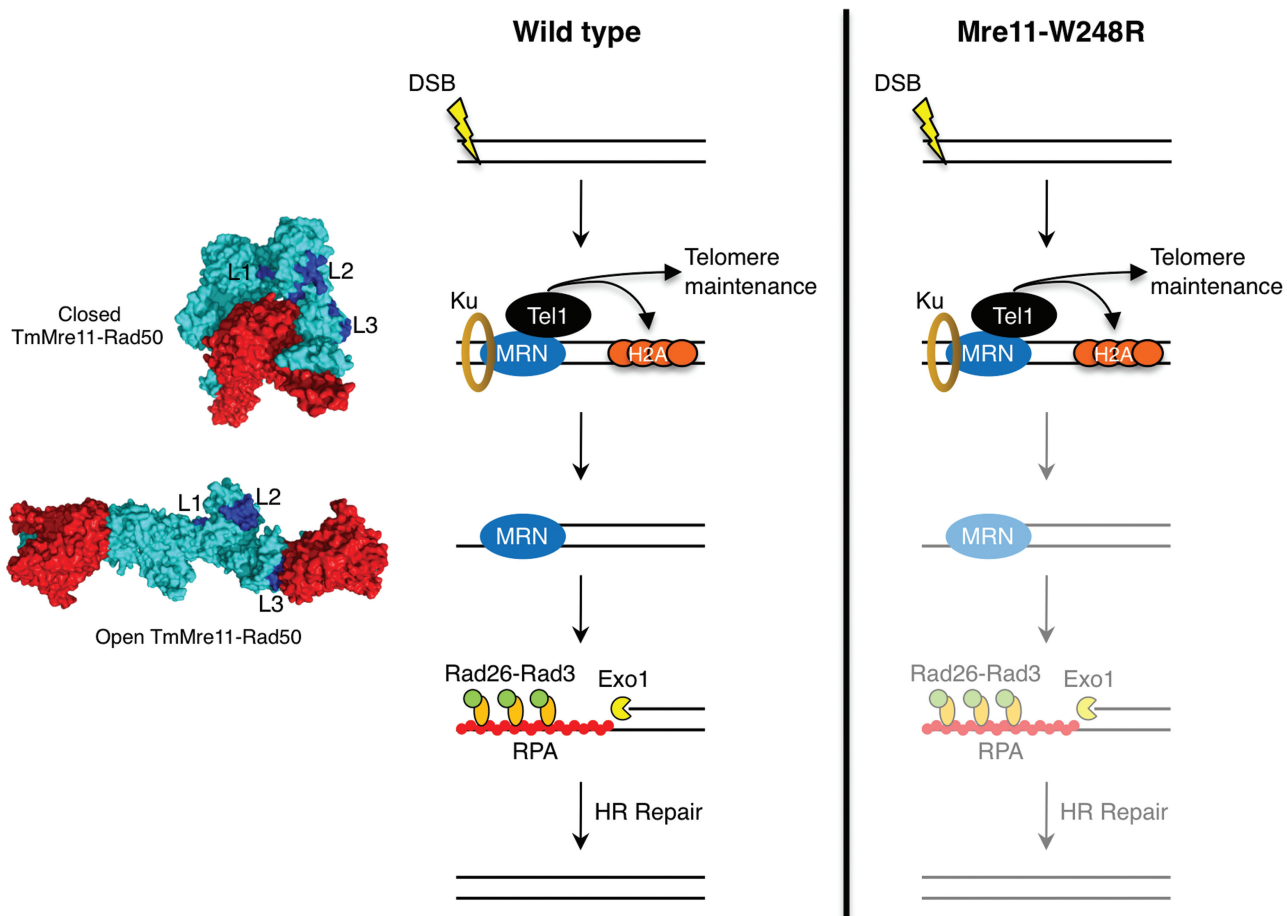 Wild type
DSB
Telomere
maintenance
Ku
Tel1
MRN
H2A
MRN
Rad26-Rad3
Exo1
RPA
HR Repair
Mre11-W248R
DSB
Telomere
maintenance
Ku
Tel1
MRN
H2A
MRN
Rad26-Rad3
Exo1
RPA
HR Repair
L1
L2
Closed
TmMre11-Rad50
L3
L1
L2
L3
Open TmMre11-Rad50